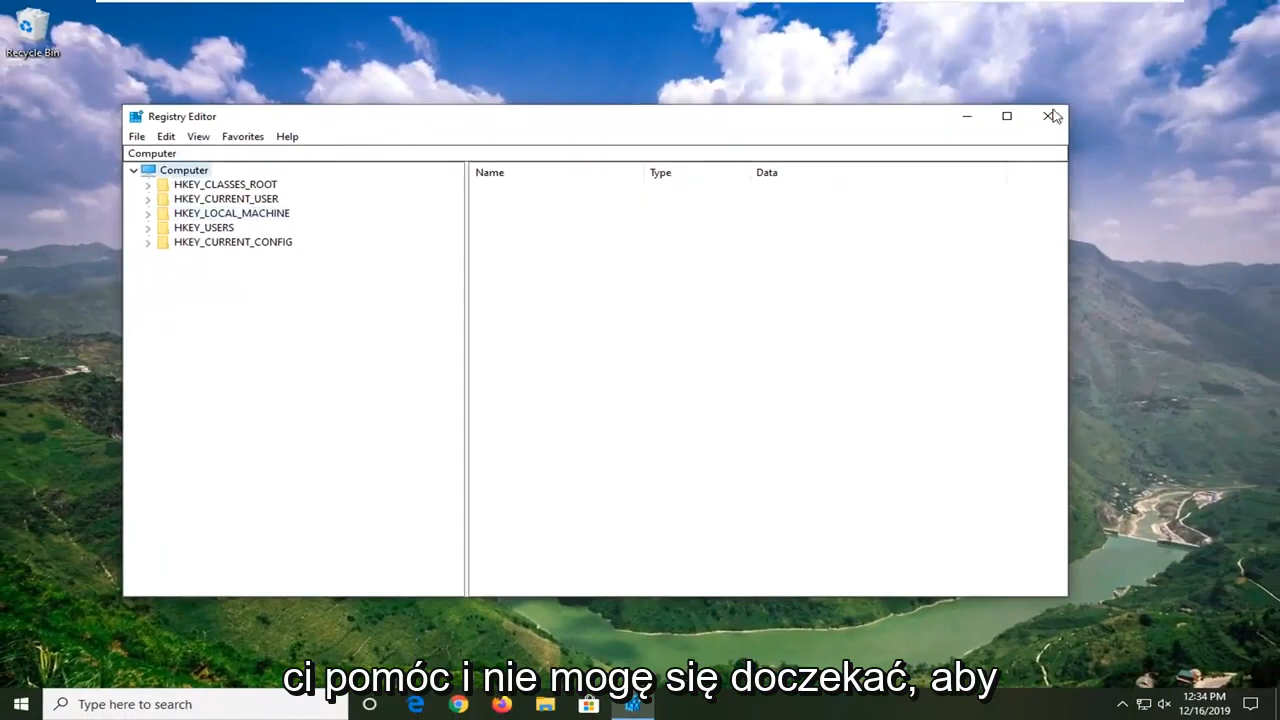 Recycle Bin
Registry Editor
File Edit View Favorites Help
Computer
Computer
HKEY_CLASSES_ROOT
HKEY_CURRENT_USER
HKEY_LOCAL_MACHINE
HKEY_USERS
HKEY_CURRENT_CONFIG
Name Type Data
ci pomóc i nie mogę się doczekać, aby
Type here to search
12:34 PM
12/16/2019